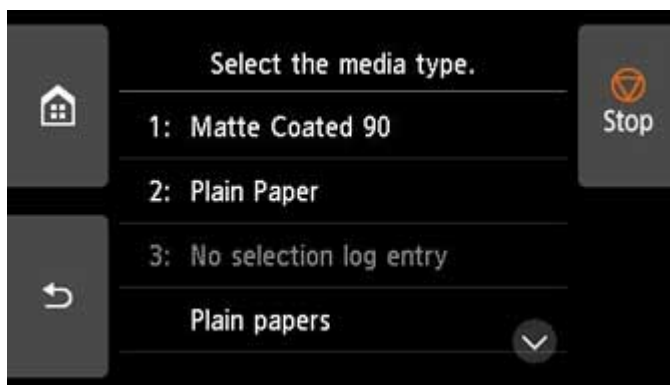 Select the media type.
1: Matte Coated 90
Stop
2: Plain Paper
3: No selection log entry
Plain papers